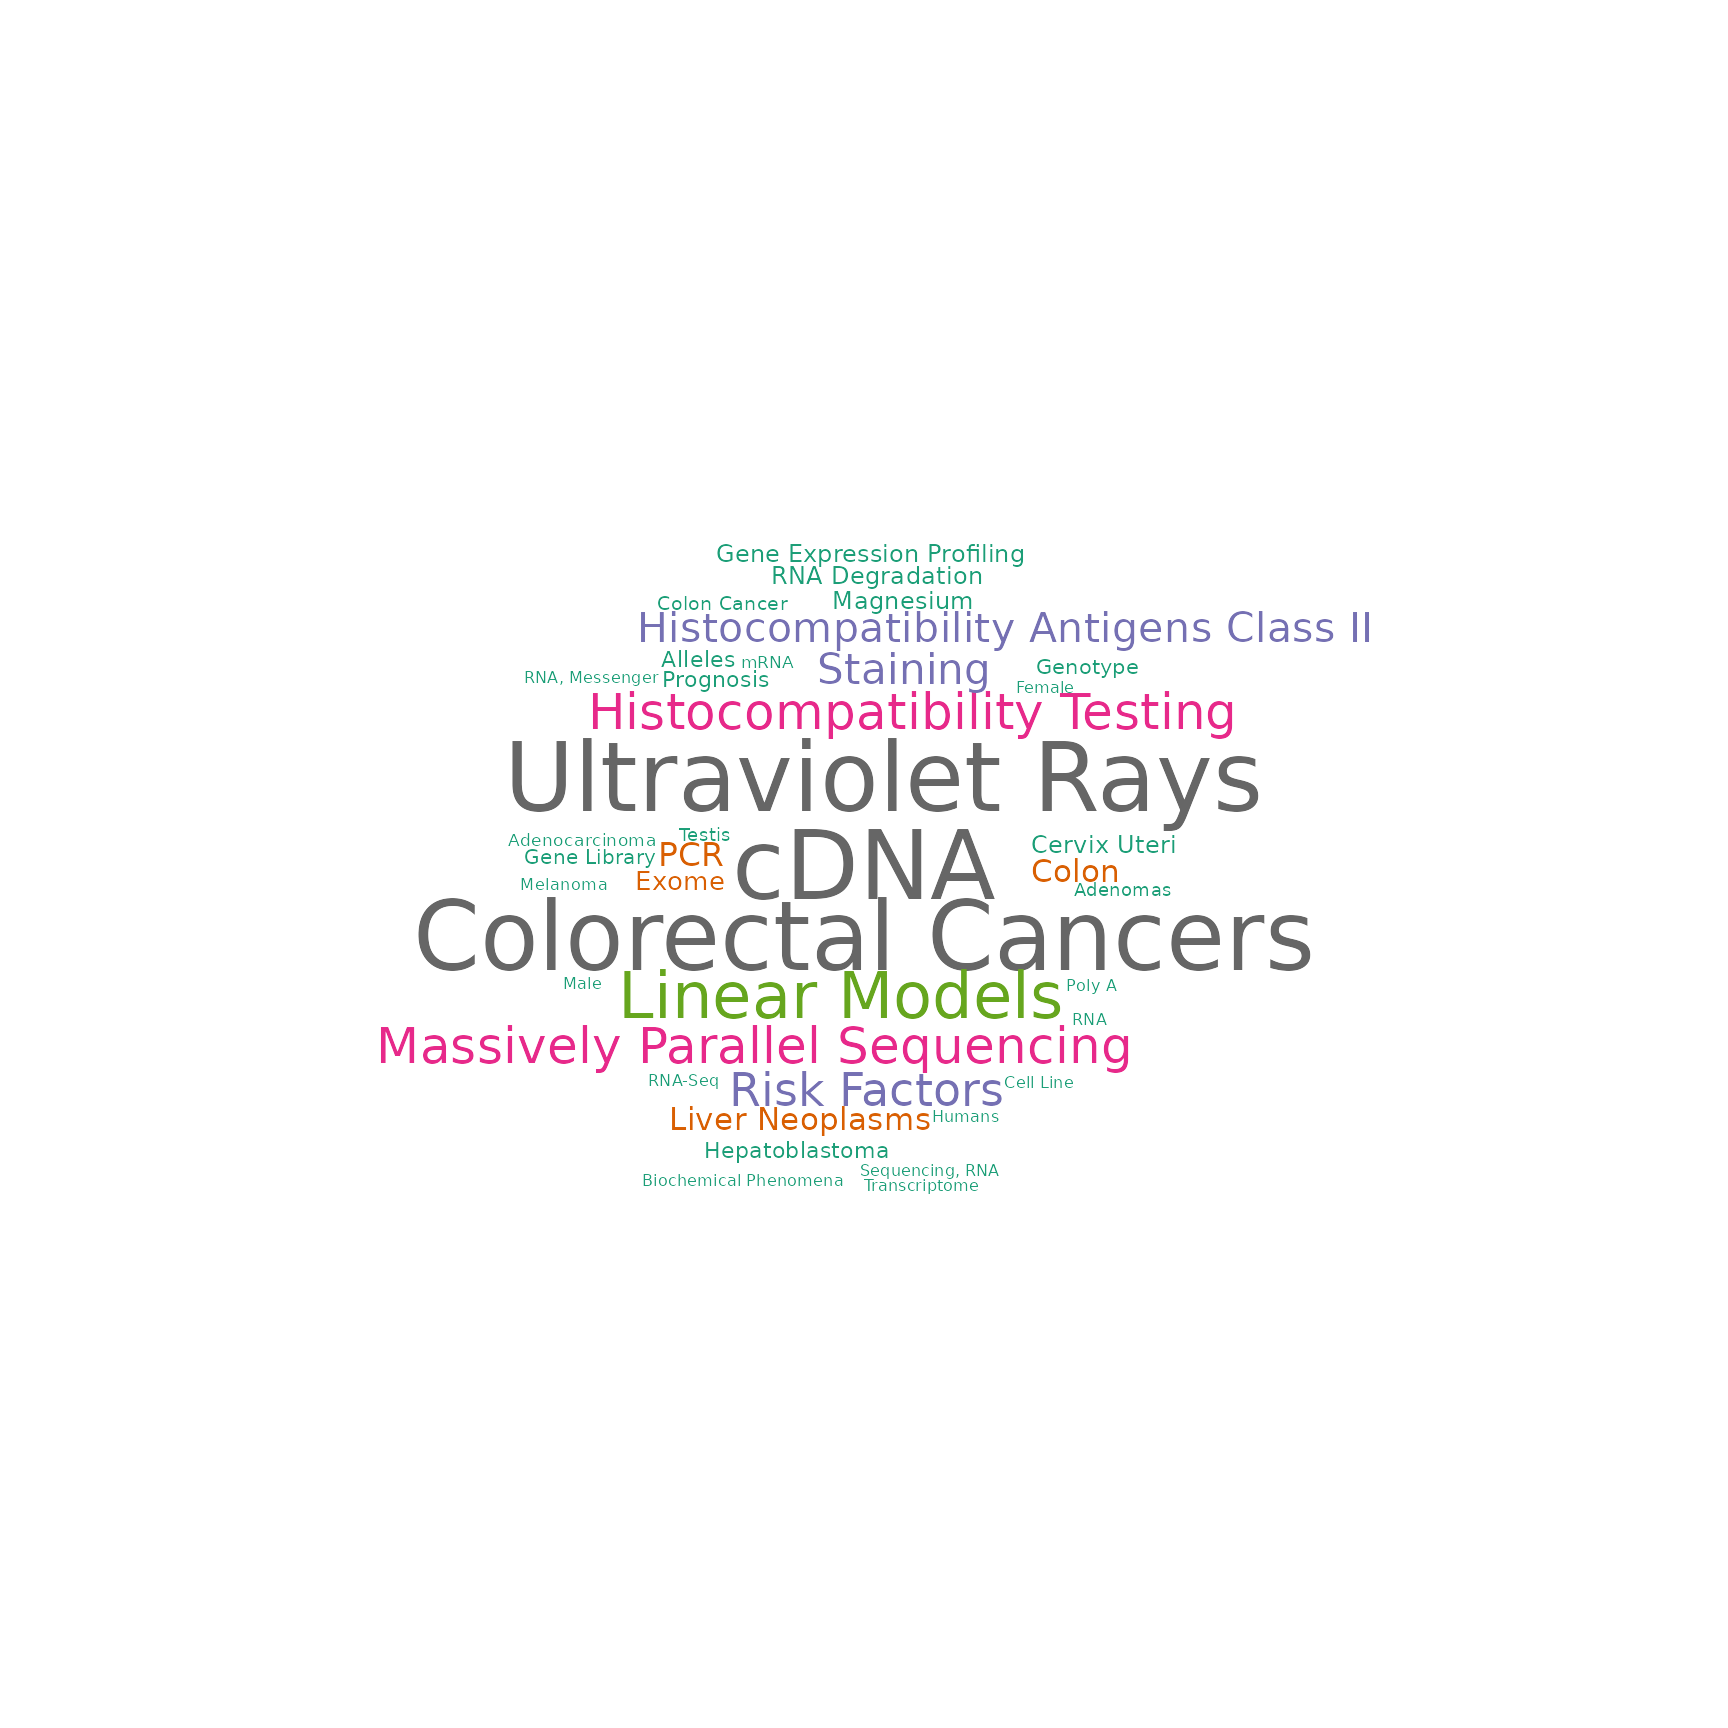 Gene Expression Profiling
RNA Degradation
Colon Cancer
Magnesium
Histocompatibility Antigens Class II
Alleles
mRNA
Staining
Genotype
RNA, Messenger
Prognosis
Female
Histocompatibility Testing
Ultraviolet Rays
Adenocarcinoma
Testis
cDNA
Cervix Uteri
Gene Library
PCR
Colon
Melanoma
Exome
Adenomas
Colorectal Cancers
Male
Linear Models
Poly A
RNA
Massively Parallel Sequencing
RNA-Seq
Risk Factors
Cell Line
Liver Neoplasms
Humans
Hepatoblastoma
Sequencing, RNA
Biochemical Phenomena
Transcriptome